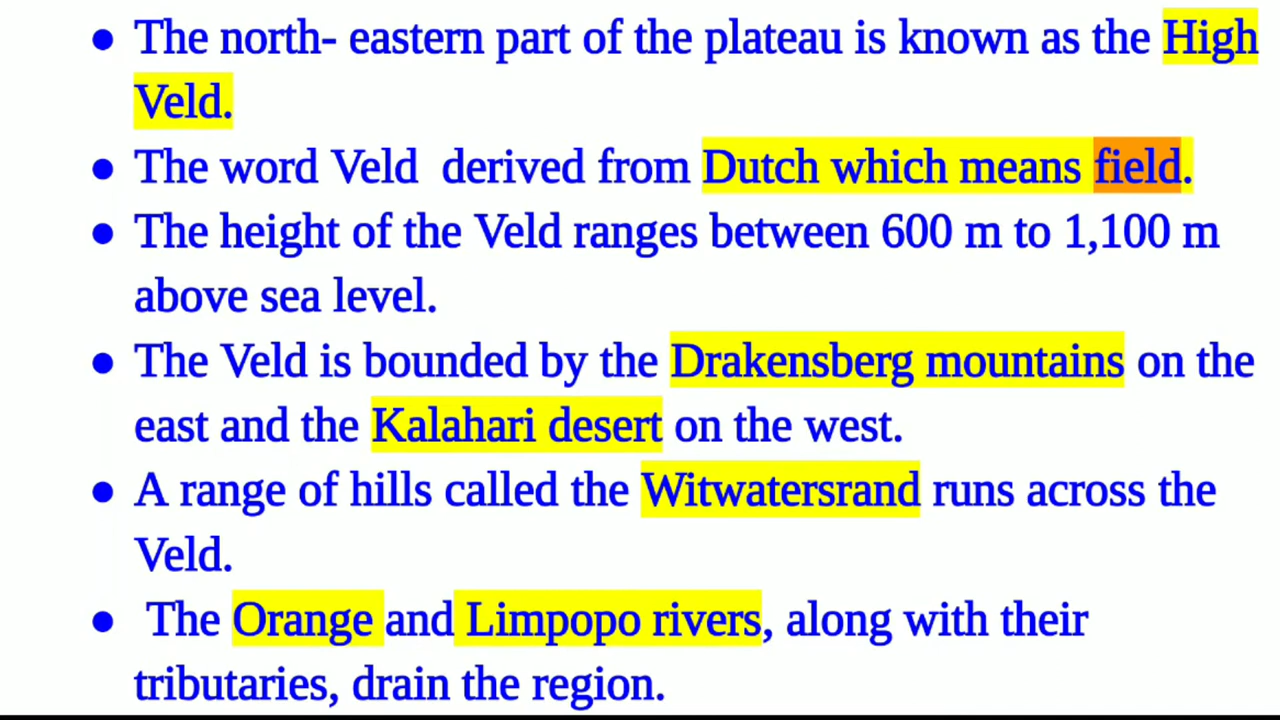 ● The north- eastern part of the plateau is known as the High
Veld.
● The word Veld derived from Dutch which means field.
● The height of the Veld ranges between 600 m to 1,100 m
above sea level.
● The Veld is bounded by the Drakensberg mountains on the
east and the Kalahari desert on the west.
● A range of hills called the Witwatersrand runs across the
Veld.
● The Orange and Limpopo rivers, along with their
tributaries, drain the region.